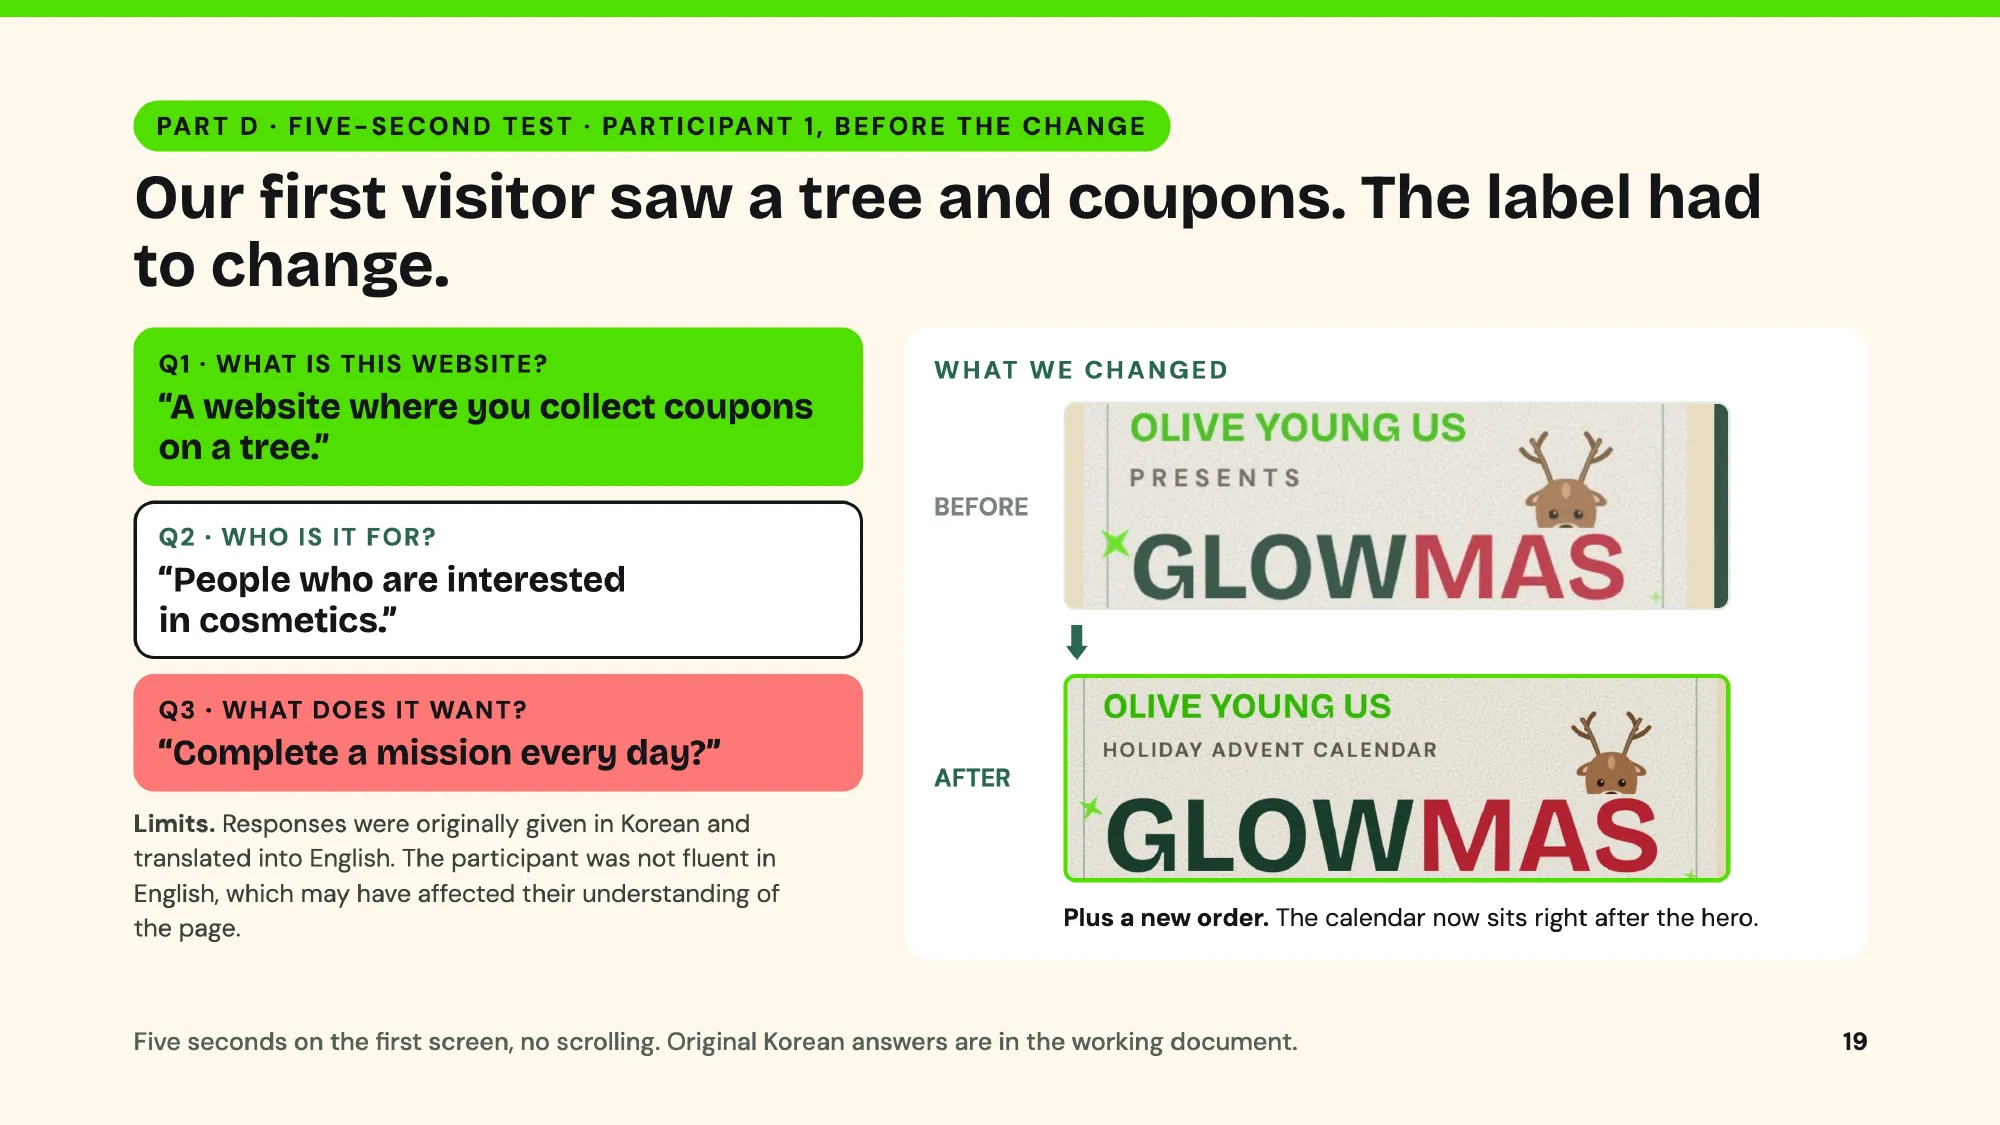 PART D · FIVE-SECOND TEST · PARTICIPANT 1, BEFORE THE CHANGE
Our first visitor saw a tree and coupons. The label had
to change.
Q1 · WHAT IS THIS WEBSITE?
“A website where you collect coupons
on a tree.”
Q2 · WHO IS IT FOR?
“People who are interested
in cosmetics.”
Q3 · WHAT DOES IT WANT?
“Complete a mission every day?”
Limits. Responses were originally given in Korean and
translated into English. The participant was not fluent in
English, which may have affected their understanding of
the page.
WHAT WE CHANGED
BEFORE
OLIVE YOUNG US
PRESENTS
GLOWMAS
AFTER
OLIVE YOUNG US
HOLIDAY ADVENT CALENDAR
GLOWMAS
Plus a new order. The calendar now sits right after the hero.
Five seconds on the first screen, no scrolling. Original Korean answers are in the working document.
19